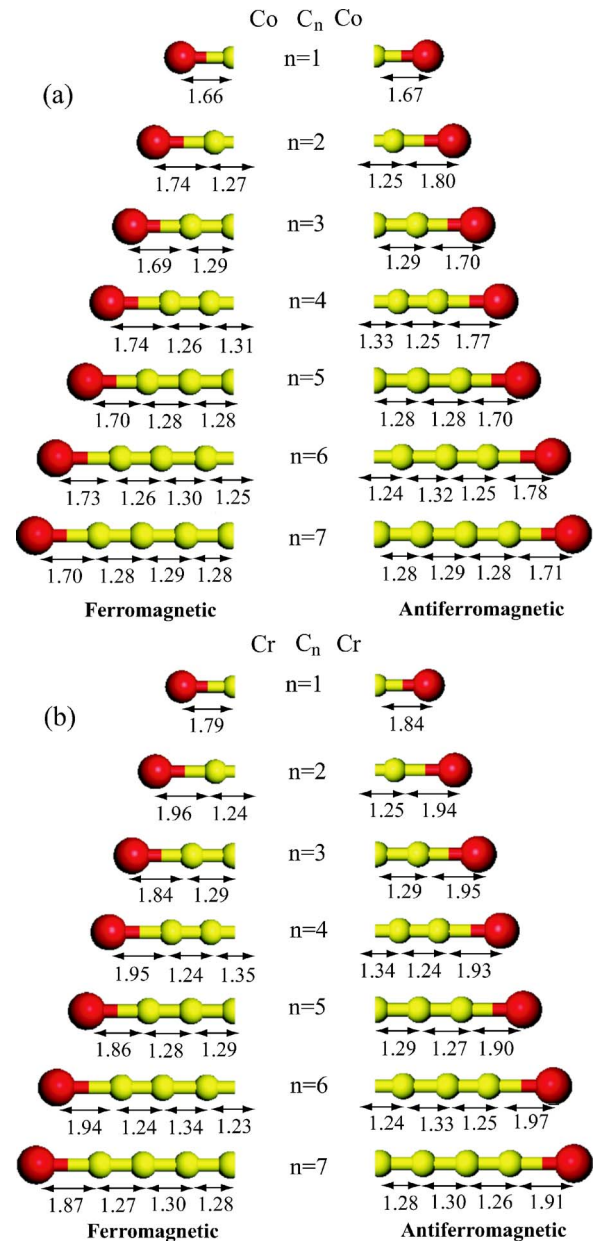 Co Cn Co
(a)
n=1
1.66 1.67
n=2
1.74 1.27 1.25 1.80
n=3
1.69 1.29 1.29 1.70
n=4
1.74 1.26 1.31 1.33 1.25 1.77
n=5
1.70 1.28 1.28 1.28 1.28 1.70
n=6
1.73 1.26 1.30 1.25 1.24 1.32 1.25 1.78
n=7
1.70 1.28 1.29 1.28 1.28 1.29 1.28 1.71
Ferromagnetic Antiferromagnetic
Cr Cn Cr
(b)
n=1
1.79 1.84
n=2
1.96 1.24 1.25 1.94
n=3
1.84 1.29 1.29 1.95
n=4
1.95 1.24 1.35 1.34 1.24 1.93
n=5
1.86 1.28 1.29 1.29 1.27 1.90
n=6
1.94 1.24 1.34 1.23 1.24 1.33 1.25 1.97
n=7
1.87 1.27 1.30 1.28 1.28 1.30 1.26 1.91
Ferromagnetic Antiferromagnetic